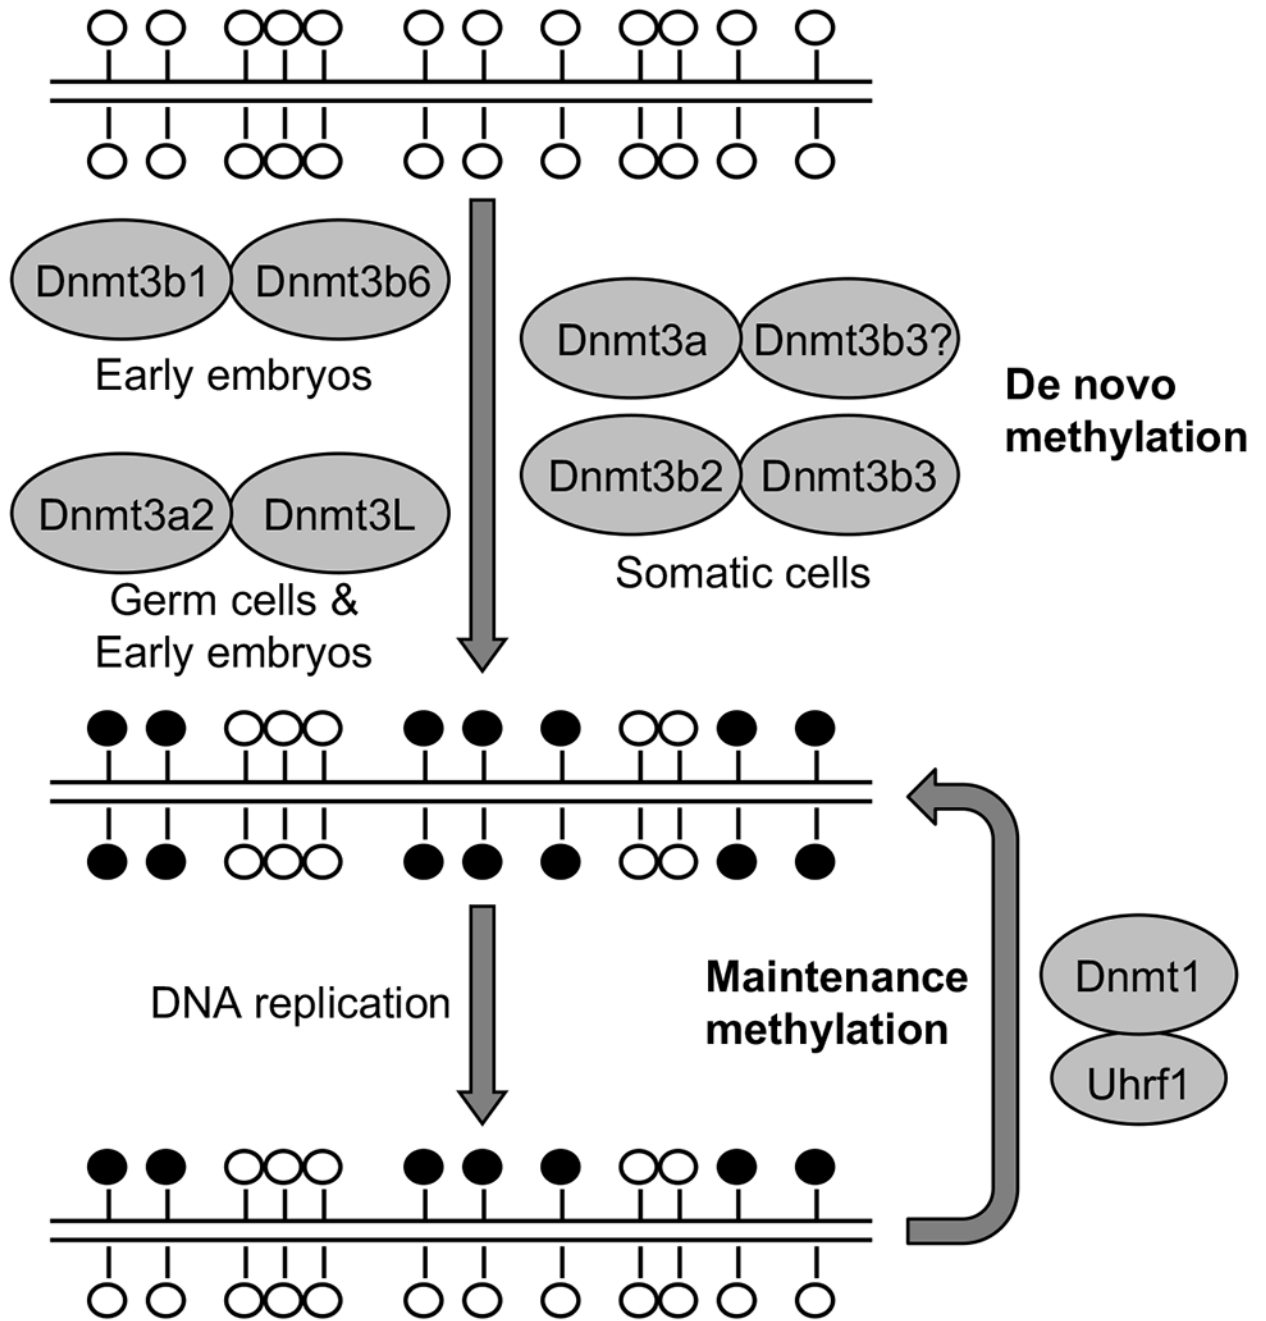 Dnmt3b1
Dnmt3b6
Early embryos
Dnmt3a2
Dnmt3L
Germ cells &
Early embryos
Dnmt3a
Dnmt3b3?
Dnmt3b2
Dnmt3b3
Somatic cells
De novo
methylation
DNA replication
Maintenance
methylation
Dnmt1
Uhrf1